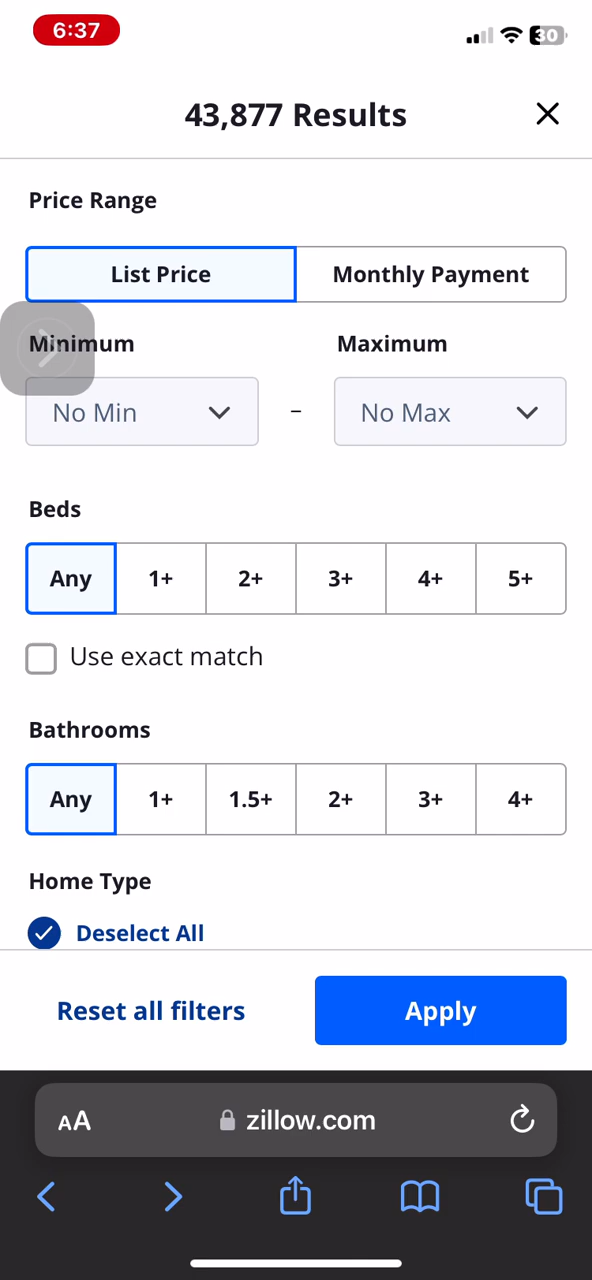 6:37
30
43,877 Results
Price Range
List Price Monthly Payment
Minimum Maximum
No Min – No Max
Beds
Any 1+ 2+ 3+ 4+ 5+
Use exact match
Bathrooms
Any 1+ 1.5+ 2+ 3+ 4+
Home Type
Deselect All
Reset all filters Apply
AA zillow.com